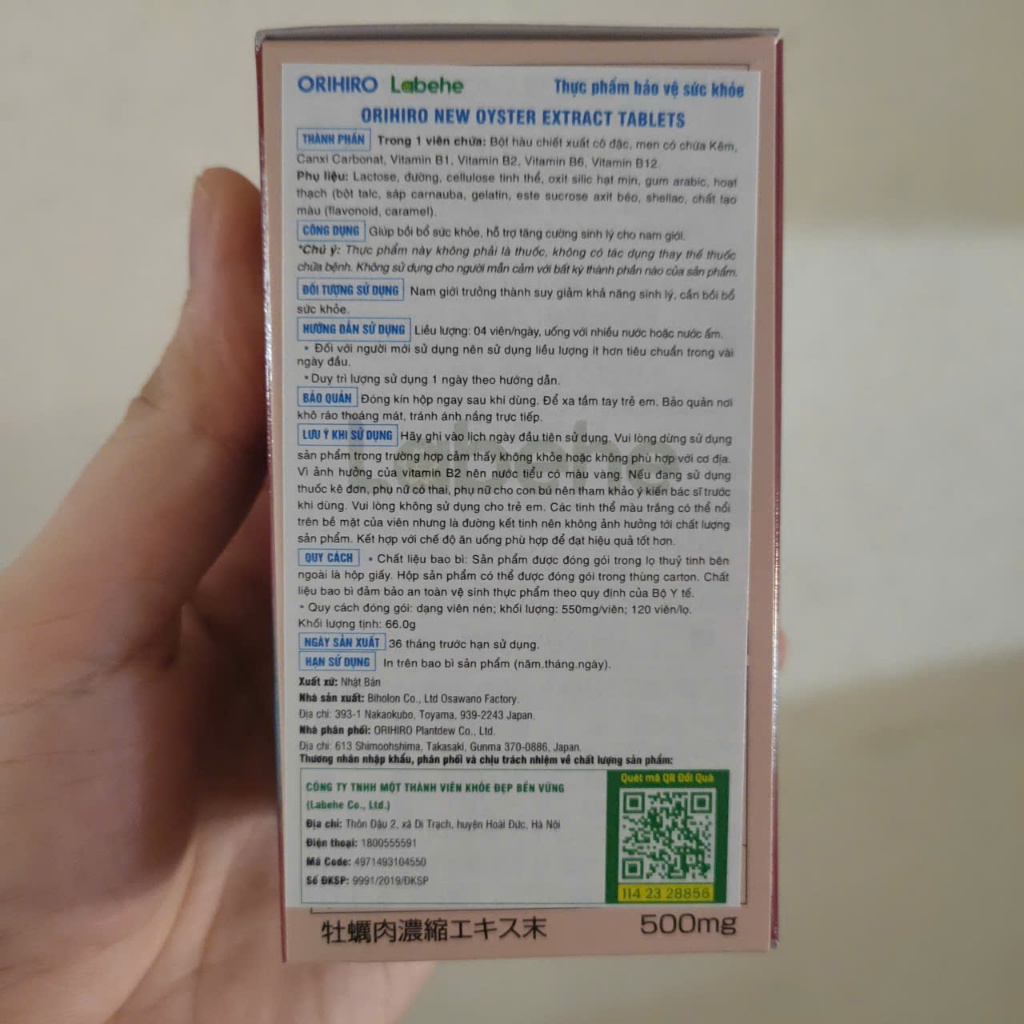 ORIHIRO Labehe Thực phẩm bảo vệ sức khỏe
ORIHIRO NEW OYSTER EXTRACT TABLETS
THÀNH PHẦN Trong 1 viên chứa: Bột hàu chiết xuất cô đặc, men có chứa Kẽm,
Canxi Carbonat, Vitamin B1, Vitamin B2, Vitamin B6, Vitamin B12.
Phụ liệu: Lactose, đường, cellulose tinh thể, oxit silic hạt mịn, gum arabic, hoạt
thạch (bột talc, sáp carnauba, gelatin, este sucrose axit béo, shellac, chất tạo
màu (flavonoid, caramel).
CÔNG DỤNG Giúp bồi bổ sức khỏe, hỗ trợ tăng cường sinh lý cho nam giới.
*Chú ý: Thực phẩm này không phải là thuốc, không có tác dụng thay thế thuốc
chữa bệnh. Không sử dụng cho người mẫn cảm với bất kỳ thành phần nào của sản phẩm.
ĐỐI TƯỢNG SỬ DỤNG Nam giới trưởng thành suy giảm khả năng sinh lý, cần bồi bổ
sức khỏe.
HƯỚNG DẪN SỬ DỤNG Liều lượng: 04 viên/ngày, uống với nhiều nước hoặc nước ấm.
• Đối với người mới sử dụng nên sử dụng liều lượng ít hơn tiêu chuẩn trong vài
ngày đầu.
•Duy trì lượng sử dụng 1 ngày theo hướng dẫn.
BẢO QUẢN Đóng kín hộp ngay sau khi dùng. Để xa tầm tay trẻ em. Bảo quản nơi
khô ráo thoáng mát, tránh ánh nắng trực tiếp.
LƯU Ý KHI SỬ DỤNG Hãy ghi vào lịch ngày đầu tiên sử dụng. Vui lòng dừng sử dụng
sản phẩm trong trường hợp cảm thấy không khỏe hoặc không phù hợp với cơ địa.
Vì ảnh hưởng của vitamin B2 nên nước tiểu có màu vàng. Nếu đang sử dụng
thuốc kê đơn, phụ nữ có thai, phụ nữ cho con bú nên tham khảo ý kiến bác sĩ trước
khi dùng. Vui lòng không sử dụng cho trẻ em. Các tinh thể màu trắng có thể nổi
trên bề mặt của viên nhưng là đường kết tinh nên không ảnh hưởng tới chất lượng
sản phẩm. Kết hợp với chế độ ăn uống phù hợp để đạt hiệu quả tốt hơn.
Labehe
QUY CÁCH • Chất liệu bao bì: Sản phẩm được đóng gói trong lọ thuỷ tinh bên
ngoài là hộp giấy. Hộp sản phẩm có thể được đóng gói trong thùng carton. Chất
liệu bao bì đảm bảo an toàn vệ sinh thực phẩm theo quy định của Bộ Y tế.
• Quy cách đóng gói: dạng viên nén; khối lượng: 550mg/viên; 120 viên/lọ.
Khối lượng tịnh: 66.0g
NGÀY SẢN XUẤT 36 tháng trước hạn sử dụng.
HẠN SỬ DỤNG In trên bao bì sản phẩm (năm.tháng.ngày).
Xuất xứ: Nhật Bản
Nhà sản xuất: Biholon Co., Ltd Osawano Factory.
Địa chỉ: 393-1 Nakaokubo, Toyama, 939-2243 Japan.
Nhà phân phối: ORIHIRO Plantdew Co., Ltd.
Địa chỉ: 613 Shimoohshima, Takasaki, Gunma 370-0886, Japan.
Thương nhân nhập khẩu, phân phối và chịu trách nhiệm về chất lượng sản phẩm:
CÔNG TY TNHH MỘT THÀNH VIÊN KHỎE ĐẸP BỀN VỮNG
(Labehe Co., Ltd.)
Địa chỉ: Thôn Dậu 2, xã Di Trạch, huyện Hoài Đức, Hà Nội
Điện thoại: 1800555591
Mã Code: 4971493104550
Số ĐKSP: 9991/2019/ĐKSP
Quét mã QR Đổi Quà
114 23 28856
牡蠣肉濃縮エキス末 500mg